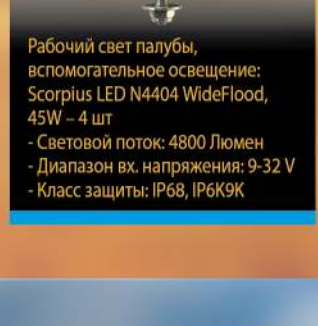 Рабочий свет палубы,
вспомогательное освещение:
Scorpius LED N4404 WideFlood,
45W – 4 шт
- Световой поток: 4800 Люмен
- Диапазон вх. напряжения: 9-32 V
- Класс защиты: IP68, IP6K9K